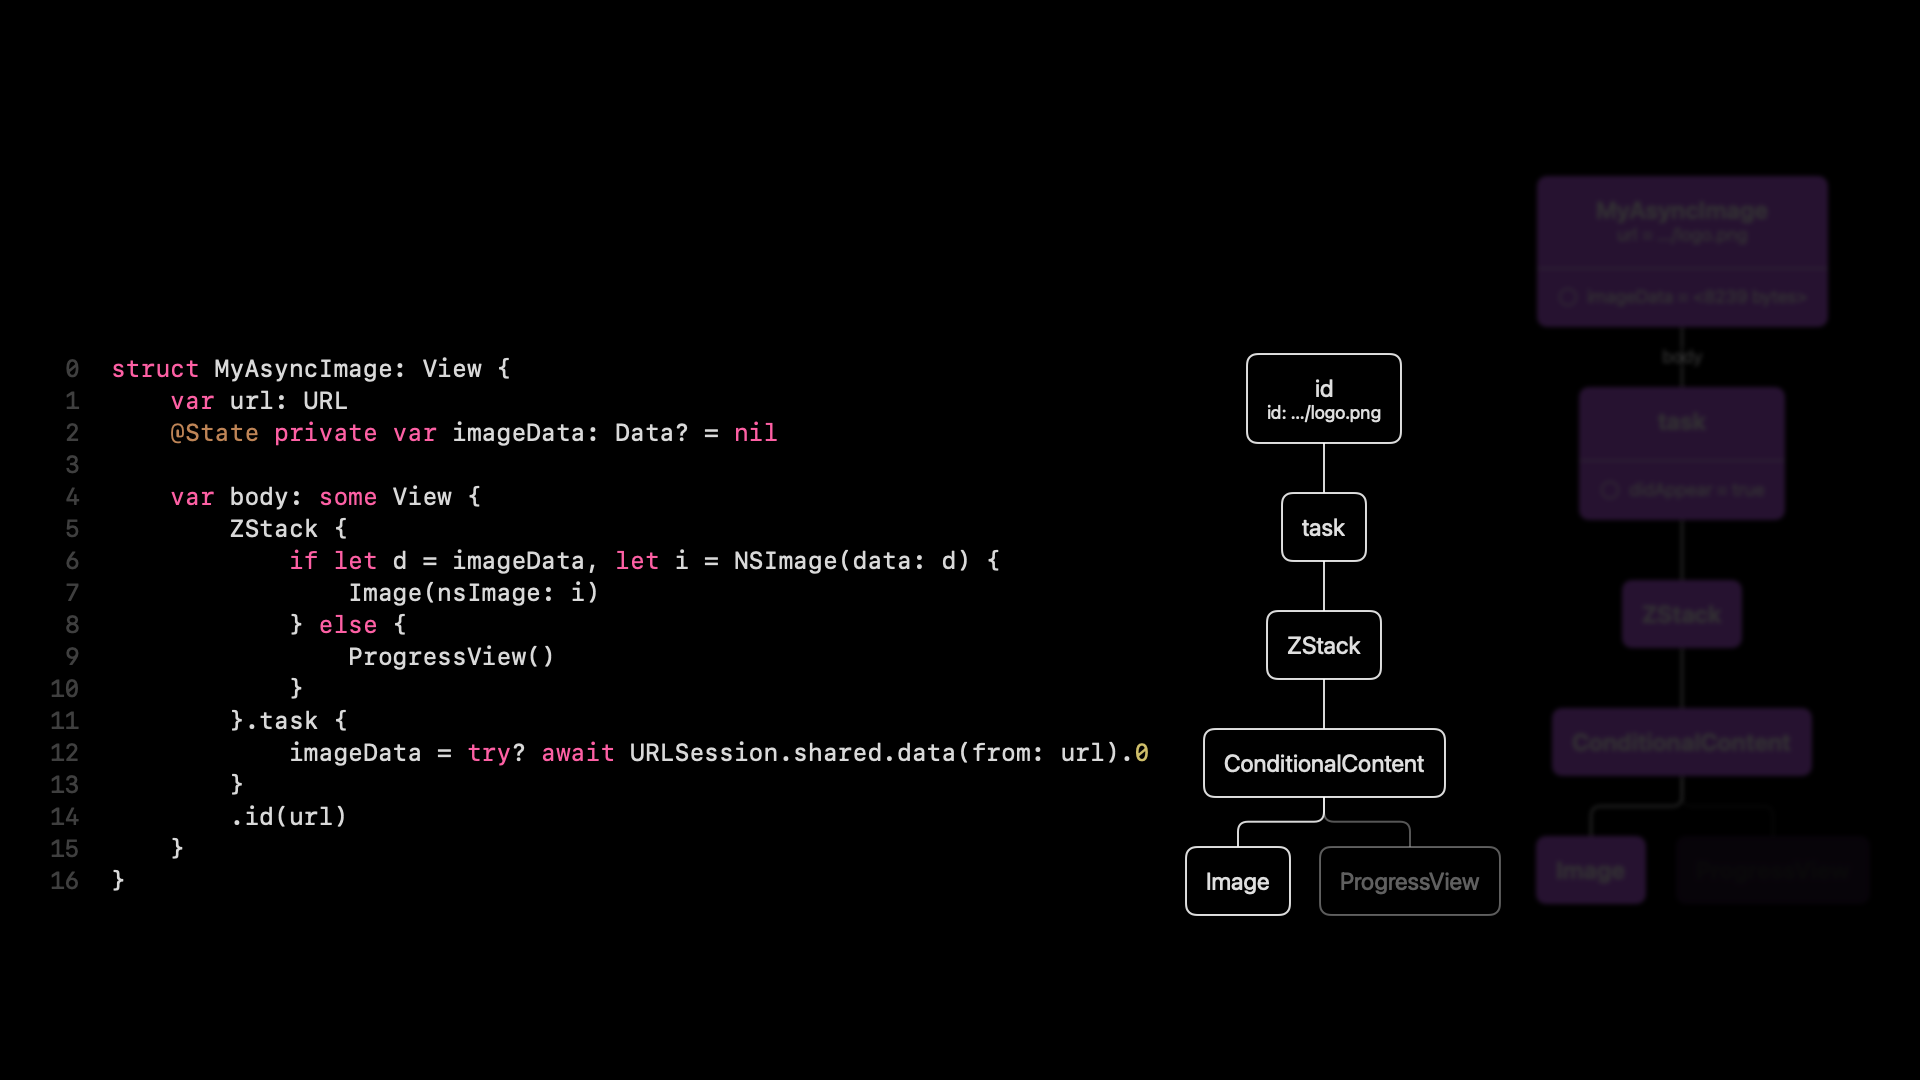 0 struct MyAsyncImage: View {
1     var url: URL
2     @State private var imageData: Data? = nil
3
4     var body: some View {
5         ZStack {
6             if let d = imageData, let i = NSImage(data: d) {
7                 Image(nsImage: i)
8             } else {
9                 ProgressView()
10             }
11         }.task {
12             imageData = try? await URLSession.shared.data(from: url).0
13         }
14         .id(url)
15     }
16 }
id
id: .../logo.png
task
ZStack
ConditionalContent
Image
ProgressView
MyAsyncImage
url = .../logo.png
imageData = <8239 bytes>
body
task
didAppear = true
ZStack
ConditionalContent
Image
ProgressView